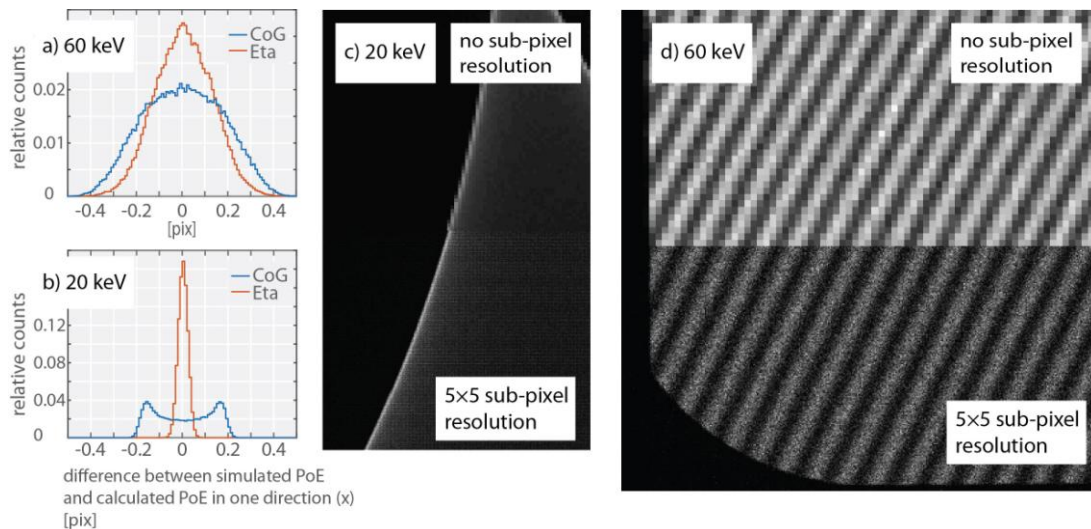 a) 60 keV
CoG
Eta
relative counts
0.02
0.01
0
-0.4 -0.2 0 0.2 0.4
[pix]
b) 20 keV
CoG
Eta
relative counts
0.12
0.08
0.04
0
-0.4 -0.2 0 0.2 0.4
difference between simulated PoE
and calculated PoE in one direction (x)
[pix]
c) 20 keV
no sub-pixel
resolution
5×5 sub-pixel
resolution
d) 60 keV
no sub-pixel
resolution
5×5 sub-pixel
resolution